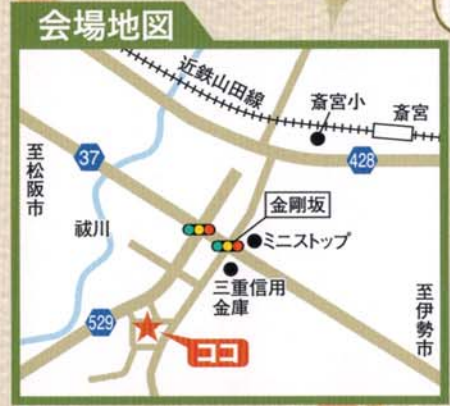 会場地図
近鉄山田線
斎宮小
斎宮
至松阪市
37
428
祓川
金剛坂
ミニストップ
三重信用
金庫
至伊勢市
529
ココ